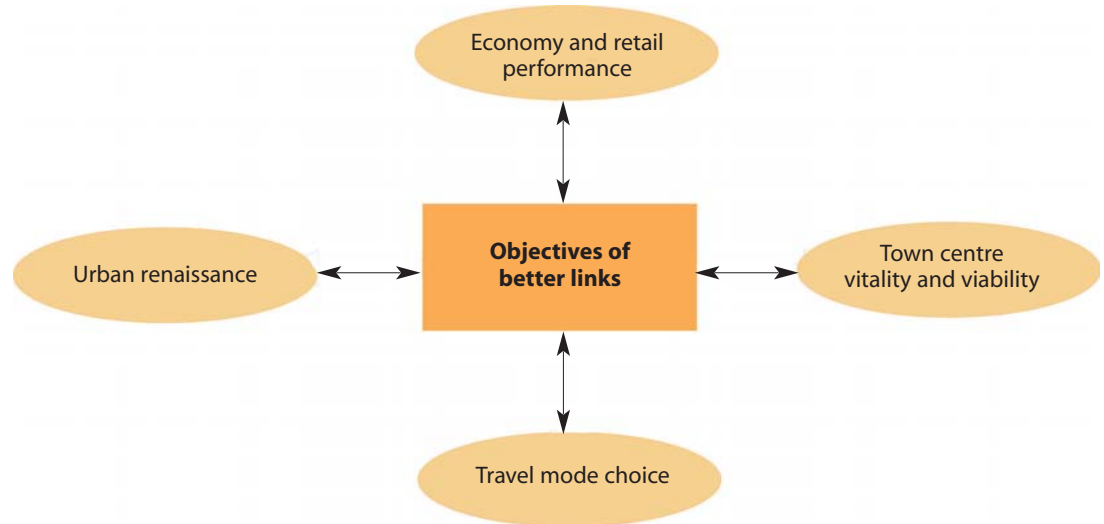 Economy and retail
performance
Urban renaissance
Objectives of
better links
Town centre
vitality and viability
Travel mode choice